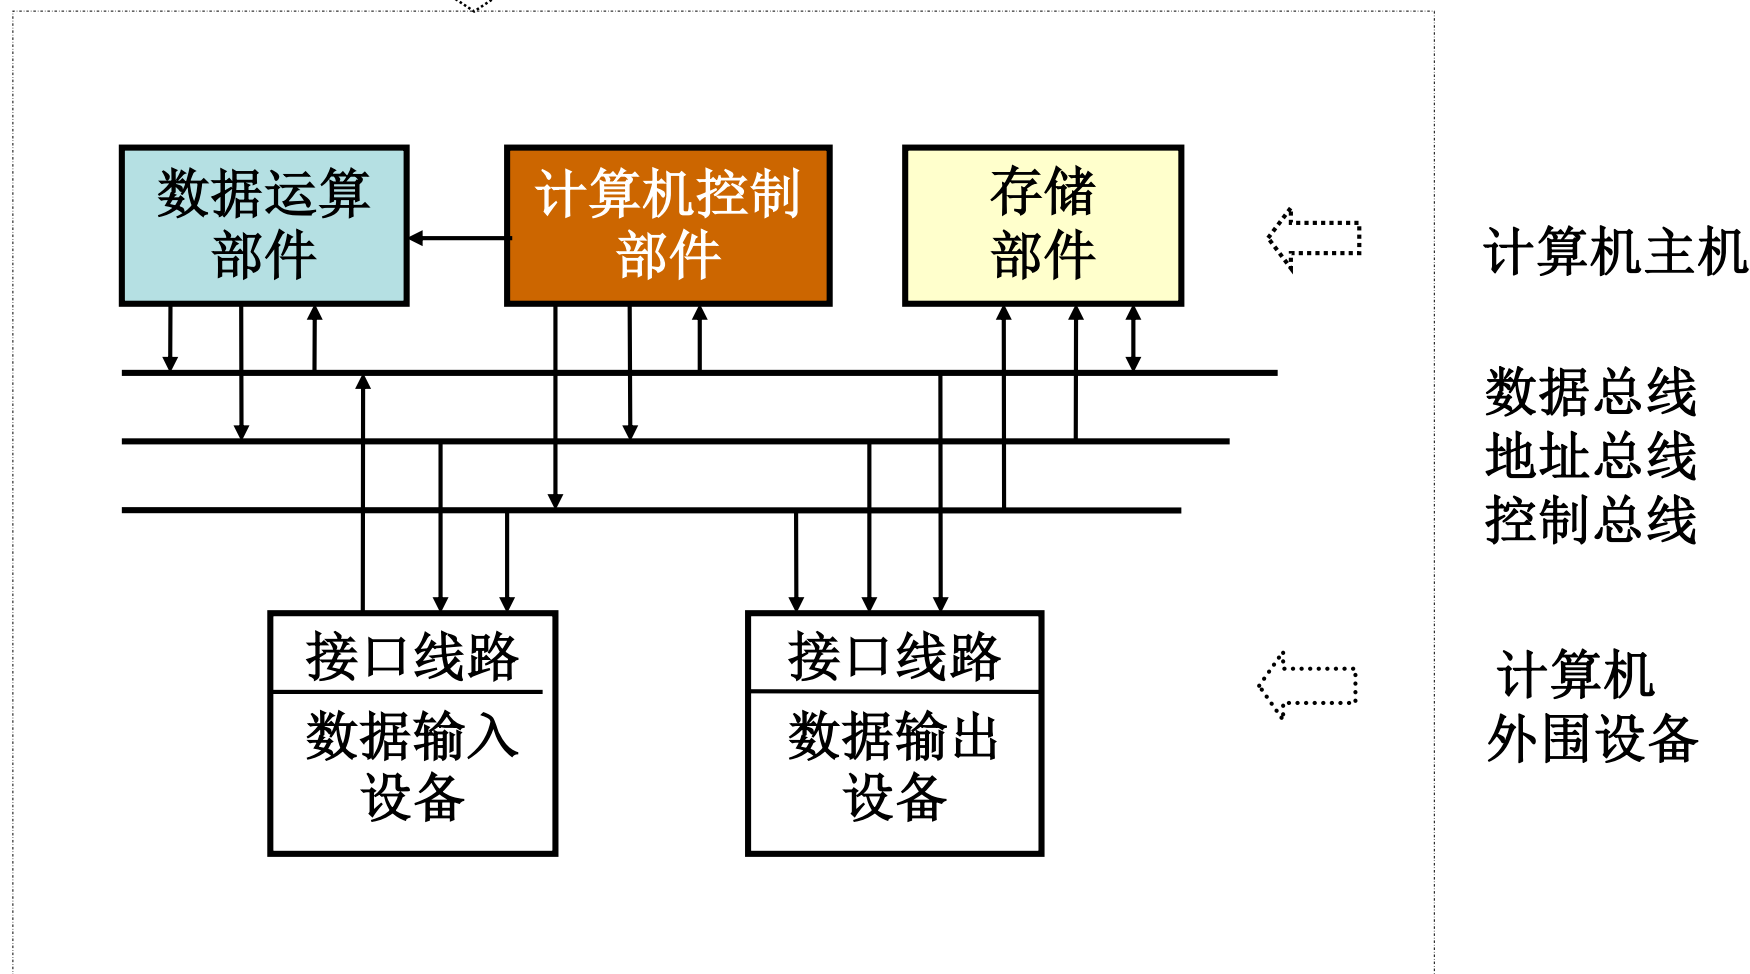 数据运算
部件
计算机控制
部件
存储
部件
计算机主机
数据总线
地址总线
控制总线
接口线路
数据输入
设备
接口线路
数据输出
设备
计算机
外围设备